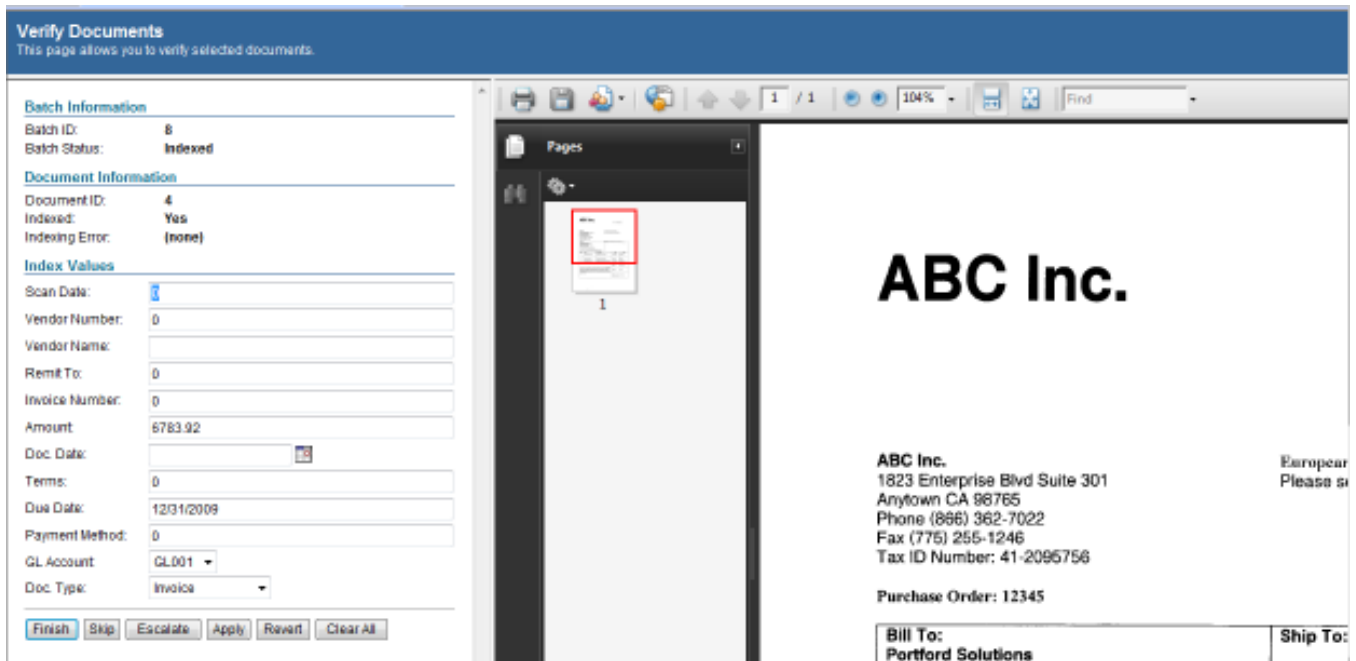 Verify Documents
This page allows you to verify selected documents.
Batch Information
Batch ID: 8
Batch Status: Indexed
Document Information
Document ID: 4
Indexed: Yes
Indexing Error: (none)
Index Values
Scan Date: 0
Vendor Number: 0
Vendor Name:
Remit To: 0
Invoice Number: 0
Amount: 6783.92
Doc. Date:
Terms: 0
Due Date: 12/31/2009
Payment Method: 0
GL Account: GL001
Doc. Type: Invoice
Finish Skip Escalate Apply Revert Clear All
1 / 1 104% Find
Pages
1
ABC Inc.
ABC Inc.
1823 Enterprise Blvd Suite 301
Anytown CA 98765
Phone (866) 362-7022
Fax (775) 255-1246
Tax ID Number: 41-2095756
European
Please s
Purchase Order: 12345
Bill To:
Portford Solutions
Ship To: